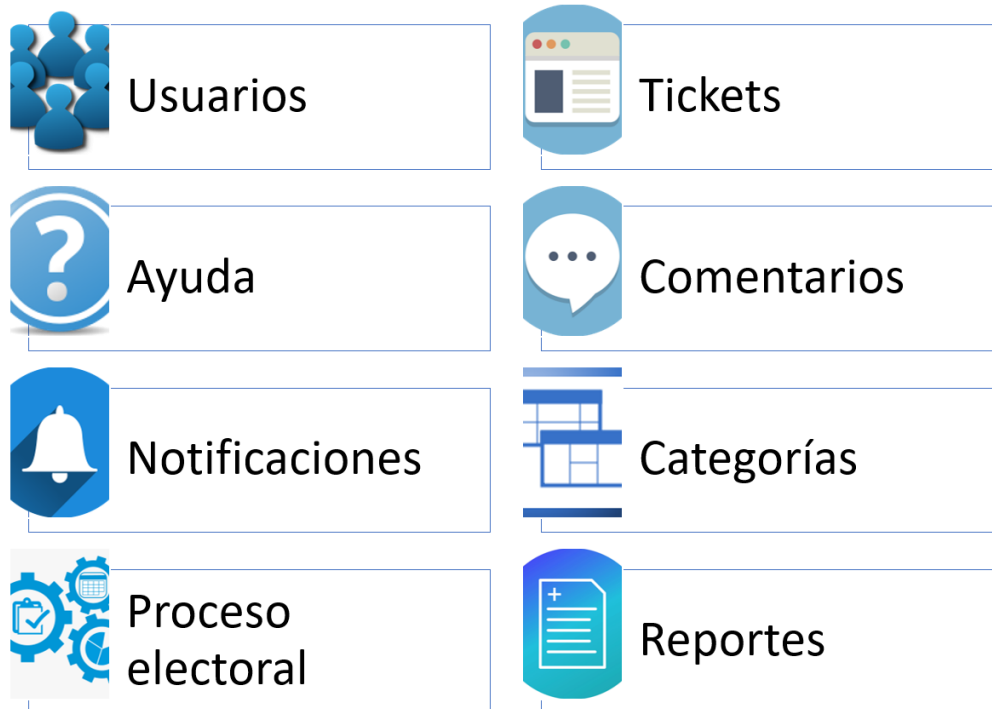 Usuarios
Tickets
Ayuda
Comentarios
Notificaciones
Categorías
Proceso
electoral
Reportes